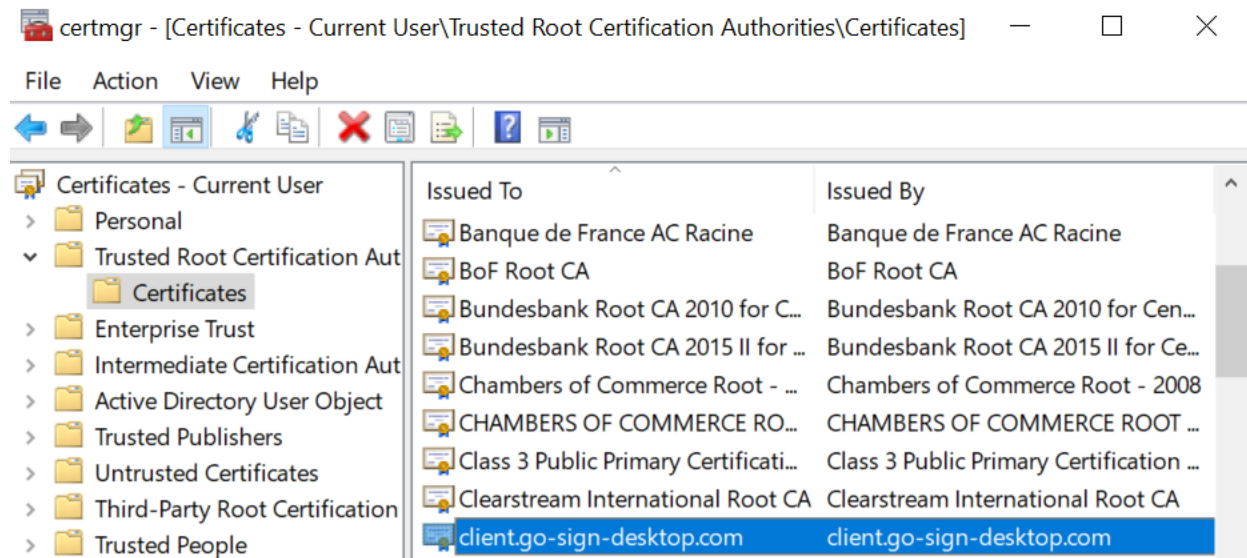 certmgr - [Certificates - Current User\Trusted Root Certification Authorities\Certificates]
File Action View Help
Certificates - Current User
Personal
Trusted Root Certification Aut
Certificates
Enterprise Trust
Intermediate Certification Aut
Active Directory User Object
Trusted Publishers
Untrusted Certificates
Third-Party Root Certification
Trusted People
Issued To Issued By
Banque de France AC Racine Banque de France AC Racine
BoF Root CA BoF Root CA
Bundesbank Root CA 2010 for C... Bundesbank Root CA 2010 for Cen...
Bundesbank Root CA 2015 II for ... Bundesbank Root CA 2015 II for Ce...
Chambers of Commerce Root - ... Chambers of Commerce Root - 2008
CHAMBERS OF COMMERCE RO... CHAMBERS OF COMMERCE ROOT ...
Class 3 Public Primary Certificati... Class 3 Public Primary Certification ...
Clearstream International Root CA Clearstream International Root CA
client.go-sign-desktop.com client.go-sign-desktop.com